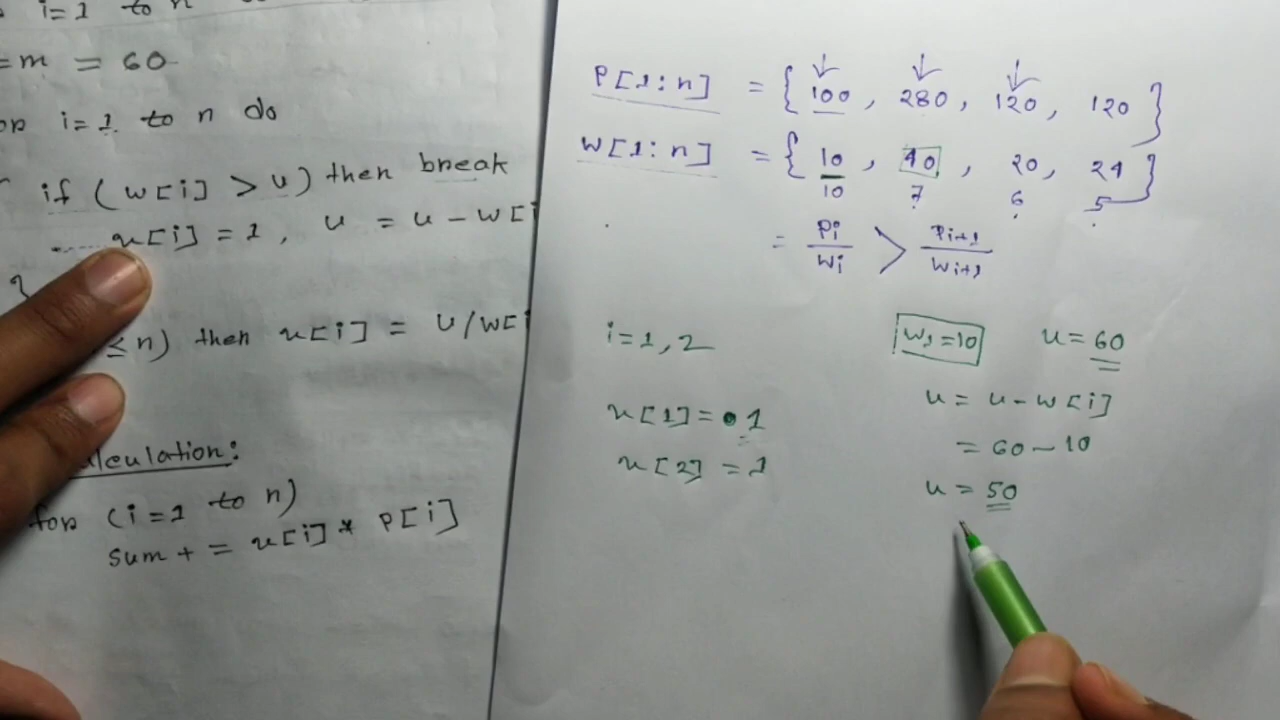 i=1 to n
=m = 60
i=1 to n do
if (w[i] > u) then break
x[i] = 1, u = u - w[i
}
≤ n) then x[i] = u/w[i
alculation:
for (i=1 to n)
sum + = x[i] * P[i]
P[1:n] = { 100, 280, 120, 120 }
W[1:n] = { 10, 40, 20, 24 }
10 7 6 5
= Pi/Wi > Pi+1/Wi+1
i=1,2
W1=10
u=60
x[1]= 1
x[2] =1
u = u - w[i]
= 60 - 10
u = 50